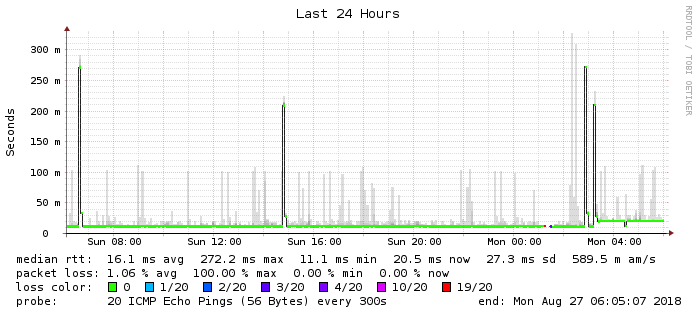 Last 24 Hours
RRDTOOL / TOBI OETIKER
Seconds
300 m
250 m
200 m
150 m
100 m
50 m
0
Sun 08:00 Sun 12:00 Sun 16:00 Sun 20:00 Mon 00:00 Mon 04:00
median rtt: 16.1 ms avg 272.2 ms max 11.1 ms min 20.5 ms now 27.3 ms sd 589.5 m am/s
packet loss: 1.06 % avg 100.00 % max 0.00 % min 0.00 % now
loss color: 0 1/20 2/20 3/20 4/20 10/20 19/20
probe: 20 ICMP Echo Pings (56 Bytes) every 300s end: Mon Aug 27 06:05:07 2018